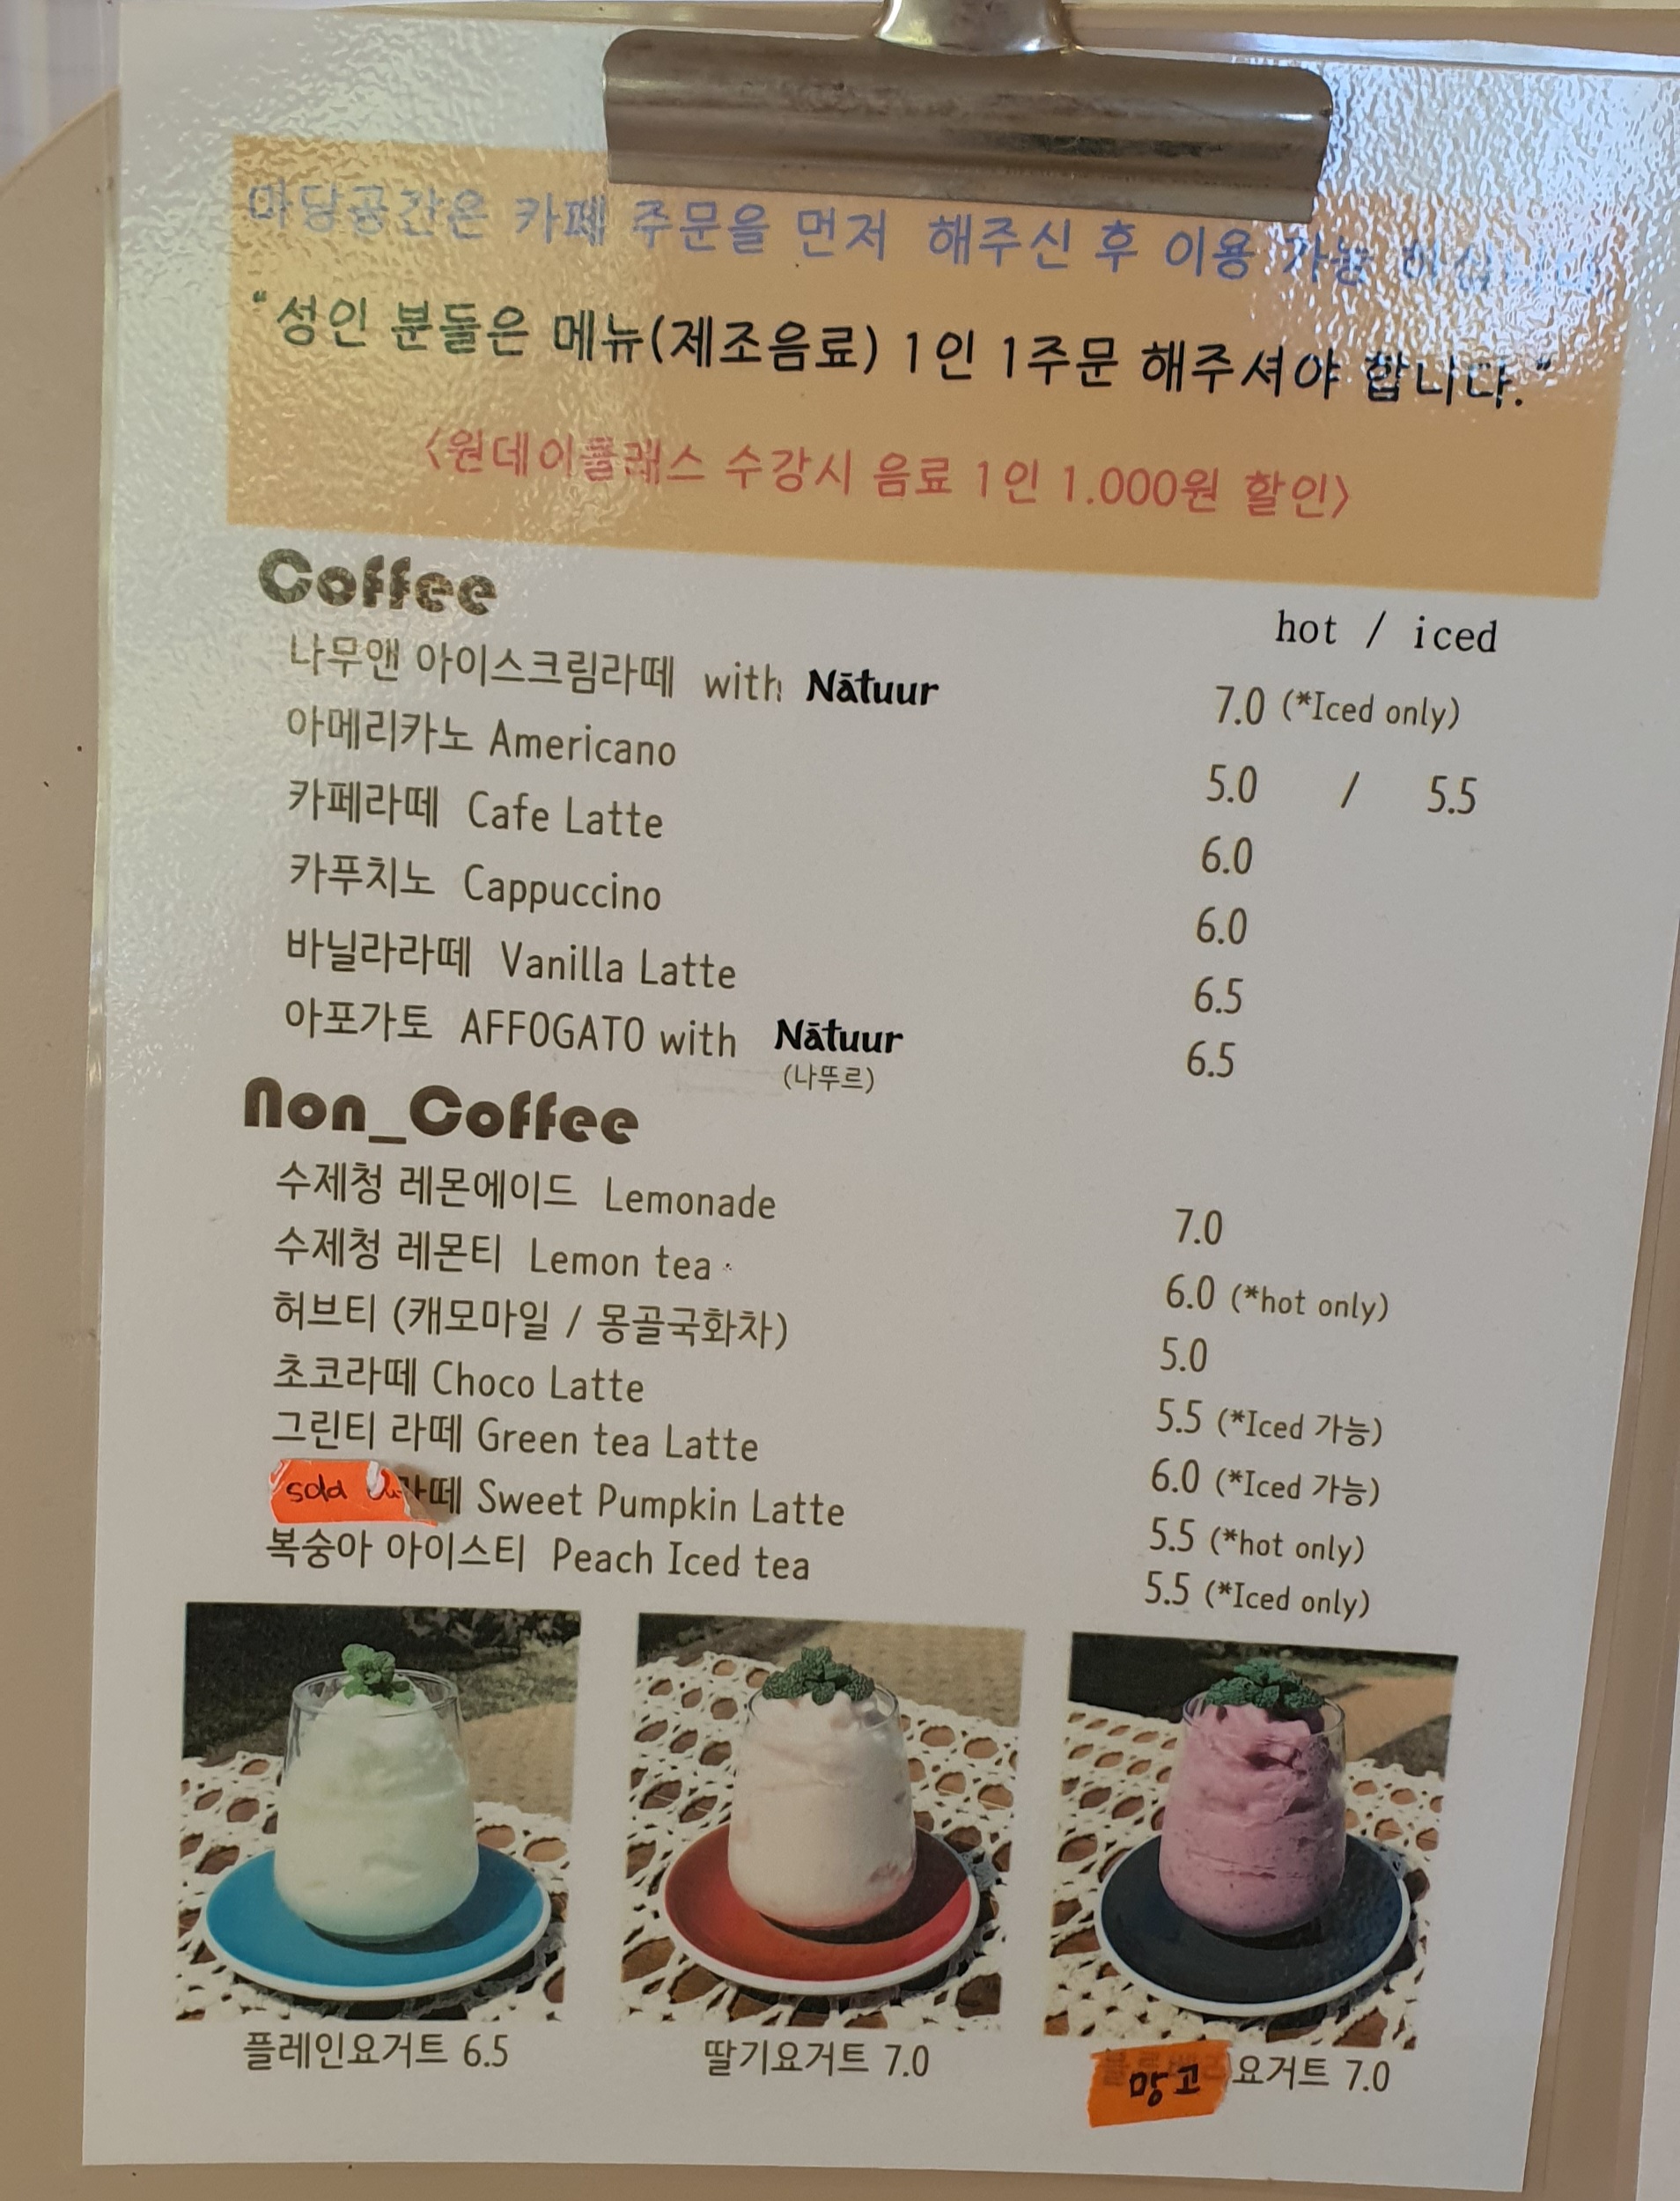 마당공간은 카페 주문을 먼저 해주신 후 이용 가능
“성인 분들은 메뉴(제조음료) 1인 1주문 해주셔야 합니다.”
<원데이클래스 수강시 음료 1인 1.000원 할인>
Coffee
hot / iced
나무앤 아이스크림라떼 with Nātuur 7.0 (*Iced only)
아메리카노 Americano 5.0 / 5.5
카페라떼 Cafe Latte 6.0
카푸치노 Cappuccino 6.0
바닐라라떼 Vanilla Latte 6.5
아포가토 AFFOGATO with Nātuur 6.5
(나뚜르)
Non_Coffee
수제청 레몬에이드 Lemonade 7.0
수제청 레몬티 Lemon tea 6.0 (*hot only)
허브티 (캐모마일 / 몽골국화차) 5.0
초코라떼 Choco Latte 5.5 (*Iced 가능)
그린티 라떼 Green tea Latte 6.0 (*Iced 가능)
sold 라떼 Sweet Pumpkin Latte 5.5 (*hot only)
복숭아 아이스티 Peach Iced tea 5.5 (*Iced only)
플레인요거트 6.5
딸기요거트 7.0
망고 요거트 7.0